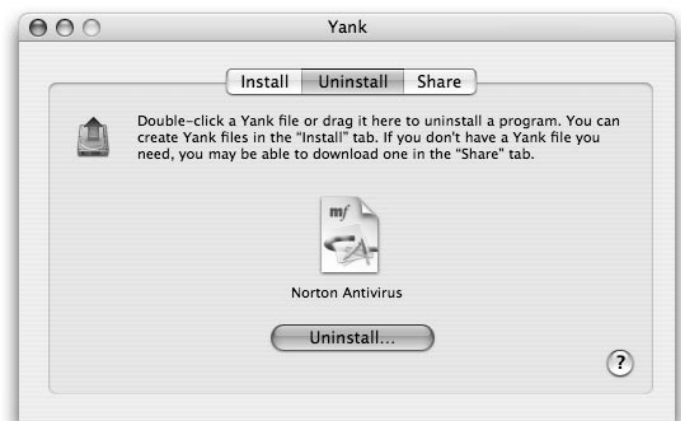 Yank
Install Uninstall Share
Double-click a Yank file or drag it here to uninstall a program. You can
create Yank files in the “Install” tab. If you don't have a Yank file you
need, you may be able to download one in the “Share” tab.
mf
Norton Antivirus
Uninstall...
?